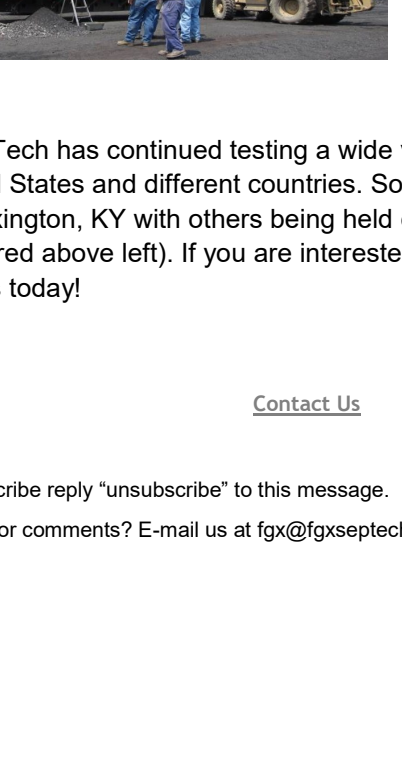 Tech has continued testing a wide
States and different countries. So
xington, KY with others being held
red above left). If you are intereste
today!
Contact Us
cribe reply “unsubscribe” to this message.
or comments? E-mail us at fgx@fgxseptech